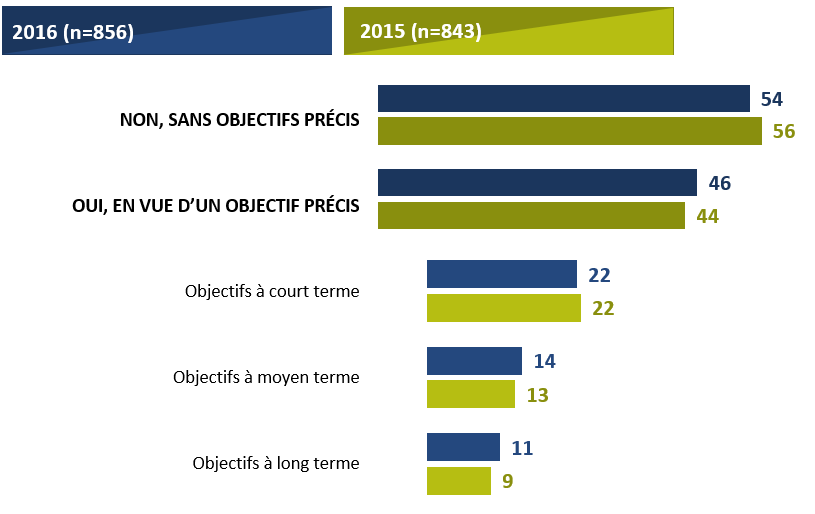 2016 (n=856)
2015 (n=843)
NON, SANS OBJECTIFS PRÉCIS
54
56
OUI, EN VUE D’UN OBJECTIF PRÉCIS
46
44
Objectifs à court terme
22
22
Objectifs à moyen terme
14
13
Objectifs à long terme
11
9